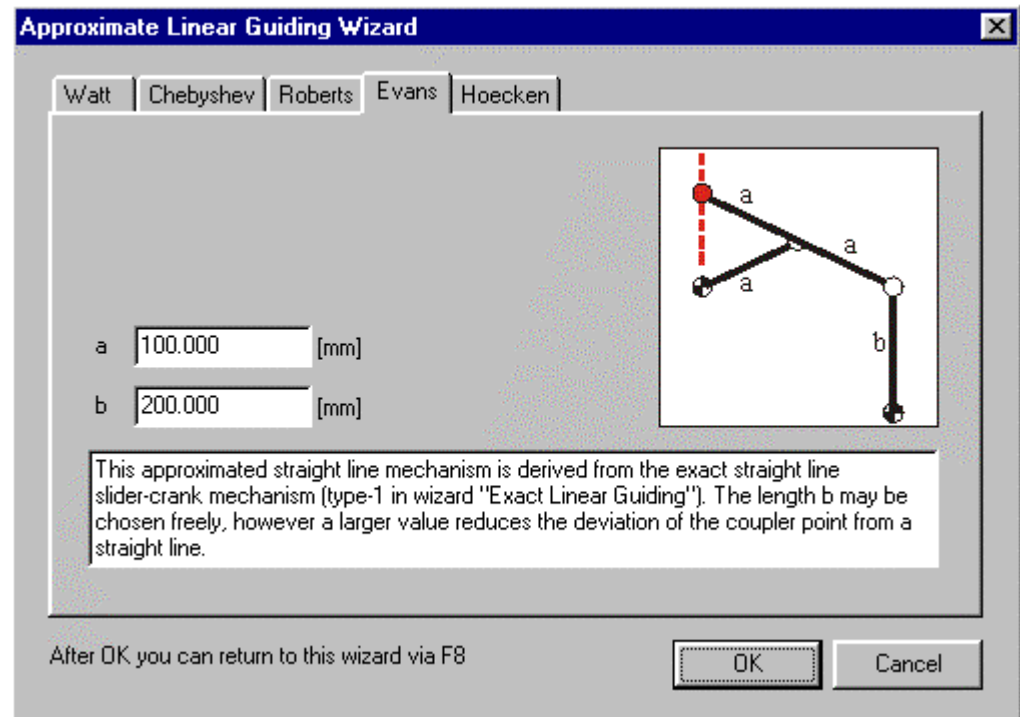 Approximate Linear Guiding Wizard
Watt Chebyshev Roberts Evans Hoecken
a
a
a
b
a 100.000 [mm]
b 200.000 [mm]
This approximated straight line mechanism is derived from the exact straight line
slider-crank mechanism (type-1 in wizard "Exact Linear Guiding"). The length b may be
chosen freely, however a larger value reduces the deviation of the coupler point from a
straight line.
After OK you can return to this wizard via F8
OK Cancel